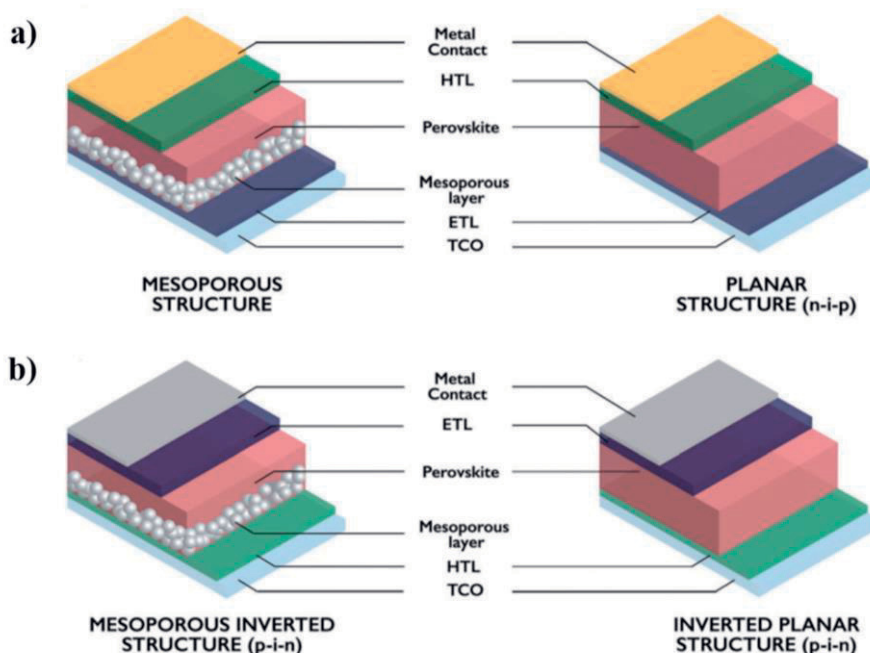 a)
Metal
Contact
HTL
Perovskite
Mesoporous
layer
ETL
TCO
MESOPOROUS
STRUCTURE
PLANAR
STRUCTURE (n-i-p)
b)
Metal
Contact
ETL
Perovskite
Mesoporous
layer
HTL
TCO
MESOPOROUS INVERTED
STRUCTURE (p-i-n)
INVERTED PLANAR
STRUCTURE (p-i-n)